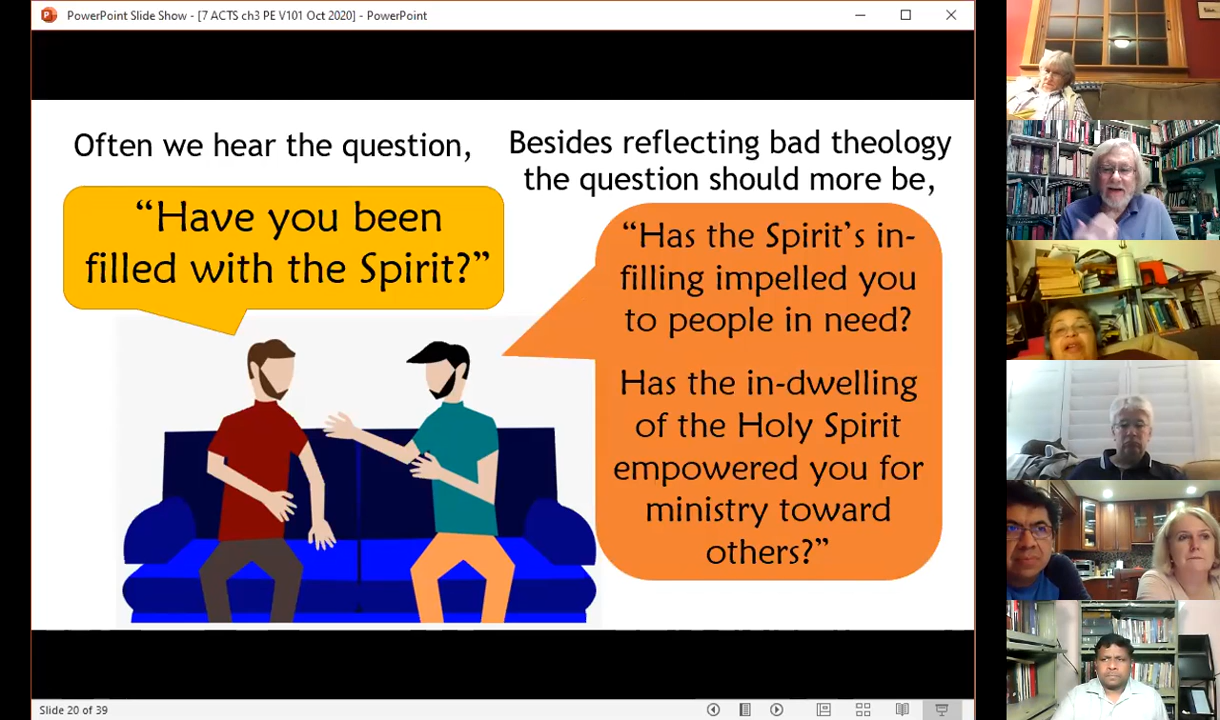 PowerPoint Slide Show - [7 ACTS ch3 PE V101 Oct 2020] - PowerPoint
Often we hear the question,
“Have you been
filled with the Spirit?”
Besides reflecting bad theology
the question should more be,
“Has the Spirit’s in-
filling impelled you
to people in need?
Has the in-dwelling
of the Holy Spirit
empowered you for
ministry toward
others?”
Slide 20 of 39